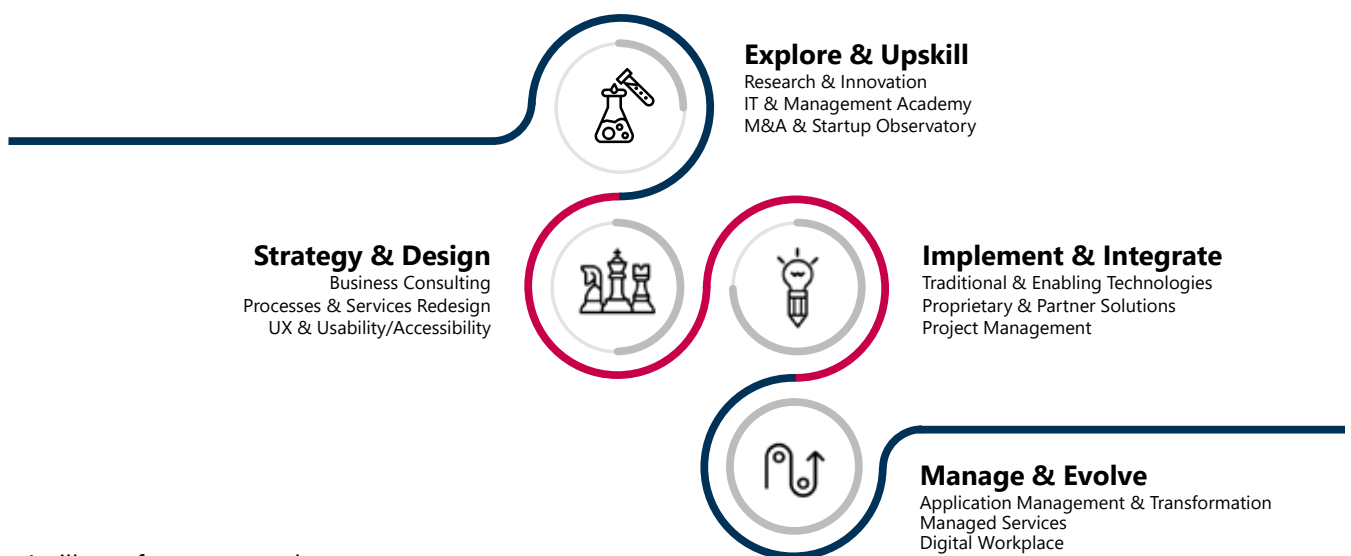 Explore & Upskill
Research & Innovation
IT & Management Academy
M&A & Startup Observatory
Strategy & Design
Business Consulting
Processes & Services Redesign
UX & Usability/Accessibility
Implement & Integrate
Traditional & Enabling Technologies
Proprietary & Partner Solutions
Project Management
Manage & Evolve
Application Management & Transformation
Managed Services
Digital Workplace